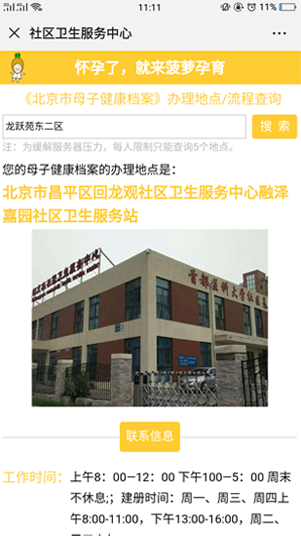 11:11
11%
× 社区卫生服务中心
怀孕了，就来菠萝孕育
《北京市母子健康档案》办理地点/流程查询
龙跃苑东二区
搜 索
注：为缓解服务器压力，每人限制只能查询5个地点。
您的母子健康档案的办理地点是：
北京市昌平区回龙观社区卫生服务中心融泽
嘉园社区卫生服务站
首都医科大学
联系信息
工作时间：
上午8：00—12：00 下午100—5：00 周末
不休息;；建册时间：周一、周三、周四上
午8:00-11:00，下午13:00-16:00，周二、